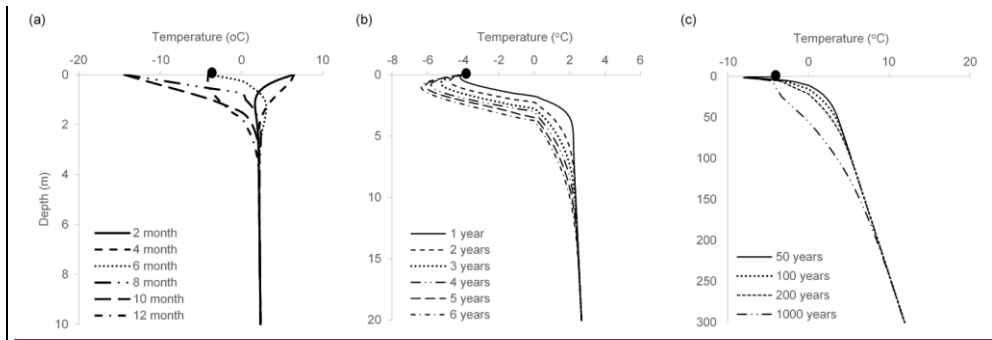 (a)
Temperature (oC)
-20
-10
0
10
0
2
4
6
8
10
Depth (m)
2 month
4 month
6 month
8 month
10 month
12 month
(b)
Temperature (°C)
-8
-6
-4
-2
0
2
4
6
0
5
10
15
20
1 year
2 years
3 years
4 years
5 years
6 years
(c)
Temperature (°C)
-10
0
10
20
0
50
100
150
200
250
300
50 years
100 years
200 years
1000 years